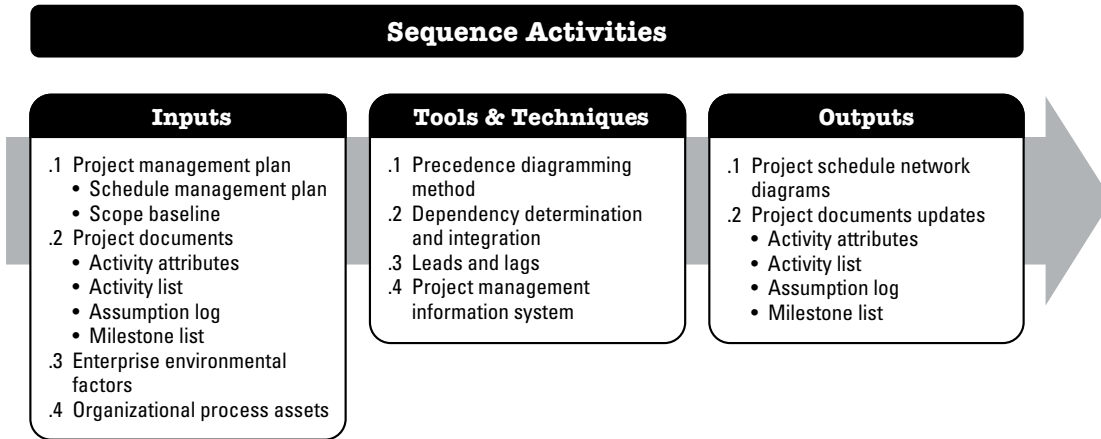 Sequence Activities
Inputs
.1 Project management plan
• Schedule management plan
• Scope baseline
.2 Project documents
• Activity attributes
• Activity list
• Assumption log
• Milestone list
.3 Enterprise environmental
factors
.4 Organizational process assets
Tools & Techniques
.1 Precedence diagramming
method
.2 Dependency determination
and integration
.3 Leads and lags
.4 Project management
information system
Outputs
.1 Project schedule network
diagrams
.2 Project documents updates
• Activity attributes
• Activity list
• Assumption log
• Milestone list